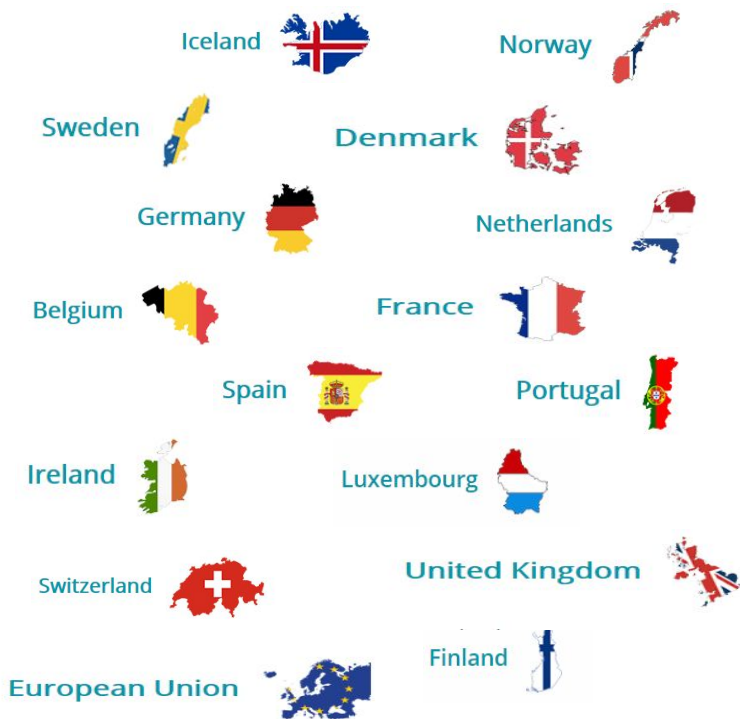 Iceland
Norway
Sweden
Denmark
Germany
Netherlands
Belgium
France
Spain
Portugal
Ireland
Luxembourg
Switzerland
United Kingdom
Finland
European Union